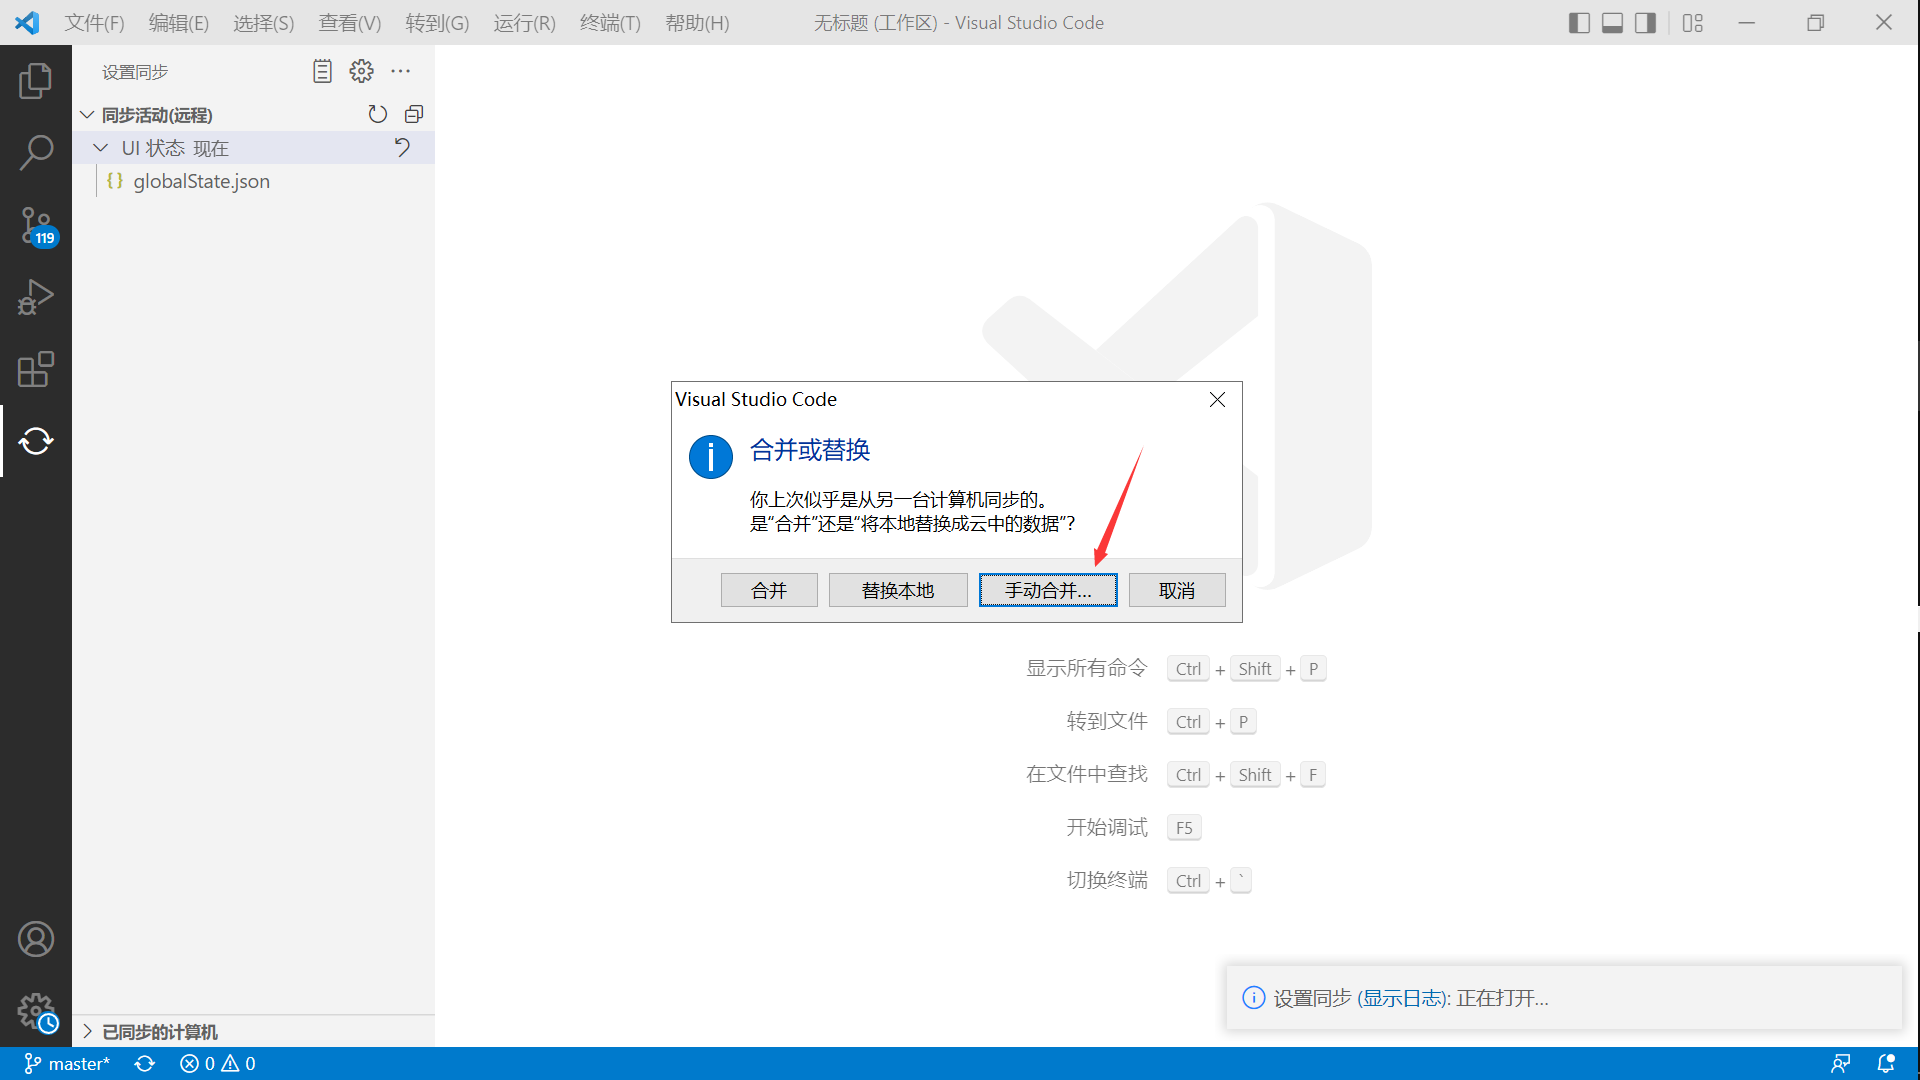 文件(F) 编辑(E) 选择(S) 查看(V) 转到(G) 运行(R) 终端(T) 帮助(H) 无标题 (工作区) - Visual Studio Code
设置同步
同步活动(远程)
UI 状态 现在
{} globalState.json
119
Visual Studio Code
合并或替换
你上次似乎是从另一台计算机同步的。
是“合并”还是“将本地替换成云中的数据”?
合并 替换本地 手动合并... 取消
显示所有命令 Ctrl + Shift + P
转到文件 Ctrl + P
在文件中查找 Ctrl + Shift + F
开始调试 F5
切换终端 Ctrl + `
设置同步 (显示日志): 正在打开...
已同步的计算机
master* 0 0